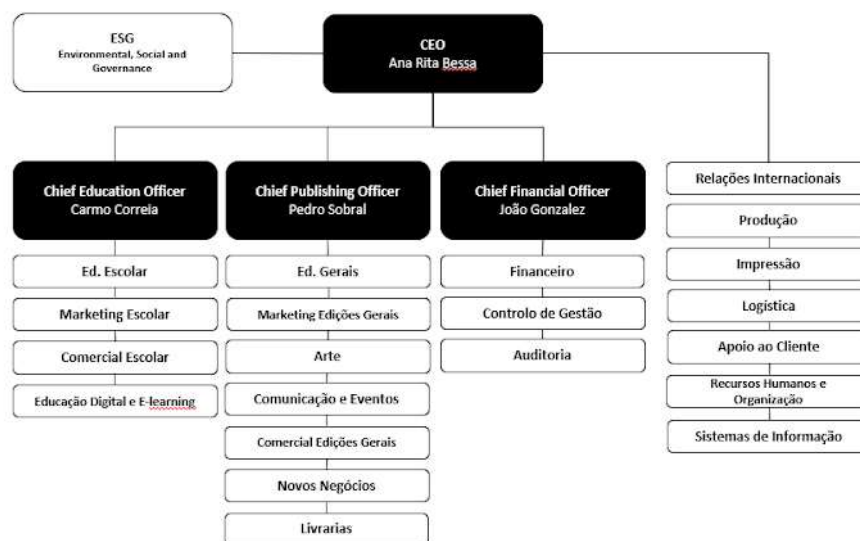 ESG
Environmental, Social and
Governance
CEO
Ana Rita Bessa
Chief Education Officer
Carmo Correia
Ed. Escolar
Marketing Escolar
Comercial Escolar
Educação Digital e E-learning
Chief Publishing Officer
Pedro Sobral
Ed. Gerais
Marketing Edições Gerais
Arte
Comunicação e Eventos
Comercial Edições Gerais
Novos Negócios
Livrarias
Chief Financial Officer
João Gonzalez
Financeiro
Controlo de Gestão
Auditoria
Relações Internacionais
Produção
Impressão
Logística
Apoio ao Cliente
Recursos Humanos e
Organização
Sistemas de Informação